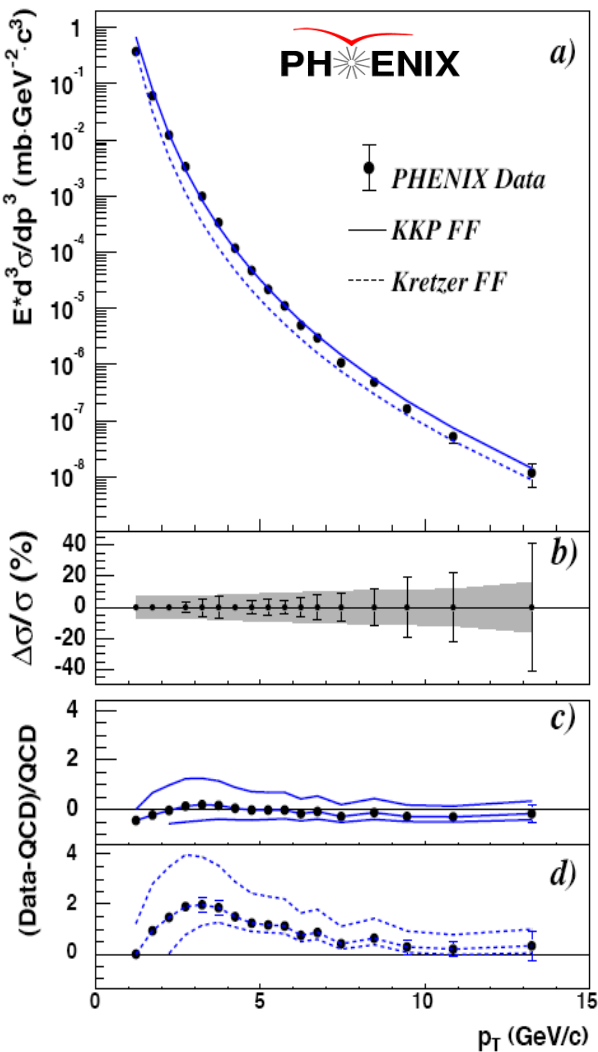 PHENIX
a)
E*d³σ/dp³ (mb·GeV⁻²·c³)
1
10⁻¹
10⁻²
10⁻³
10⁻⁴
10⁻⁵
10⁻⁶
10⁻⁷
10⁻⁸
PHENIX Data
KKP FF
Kretzer FF
b)
Δσ/σ (%)
40
20
0
-20
-40
c)
(Data-QCD)/QCD
4
2
0
d)
4
2
0
0 5 10 15
p_T (GeV/c)